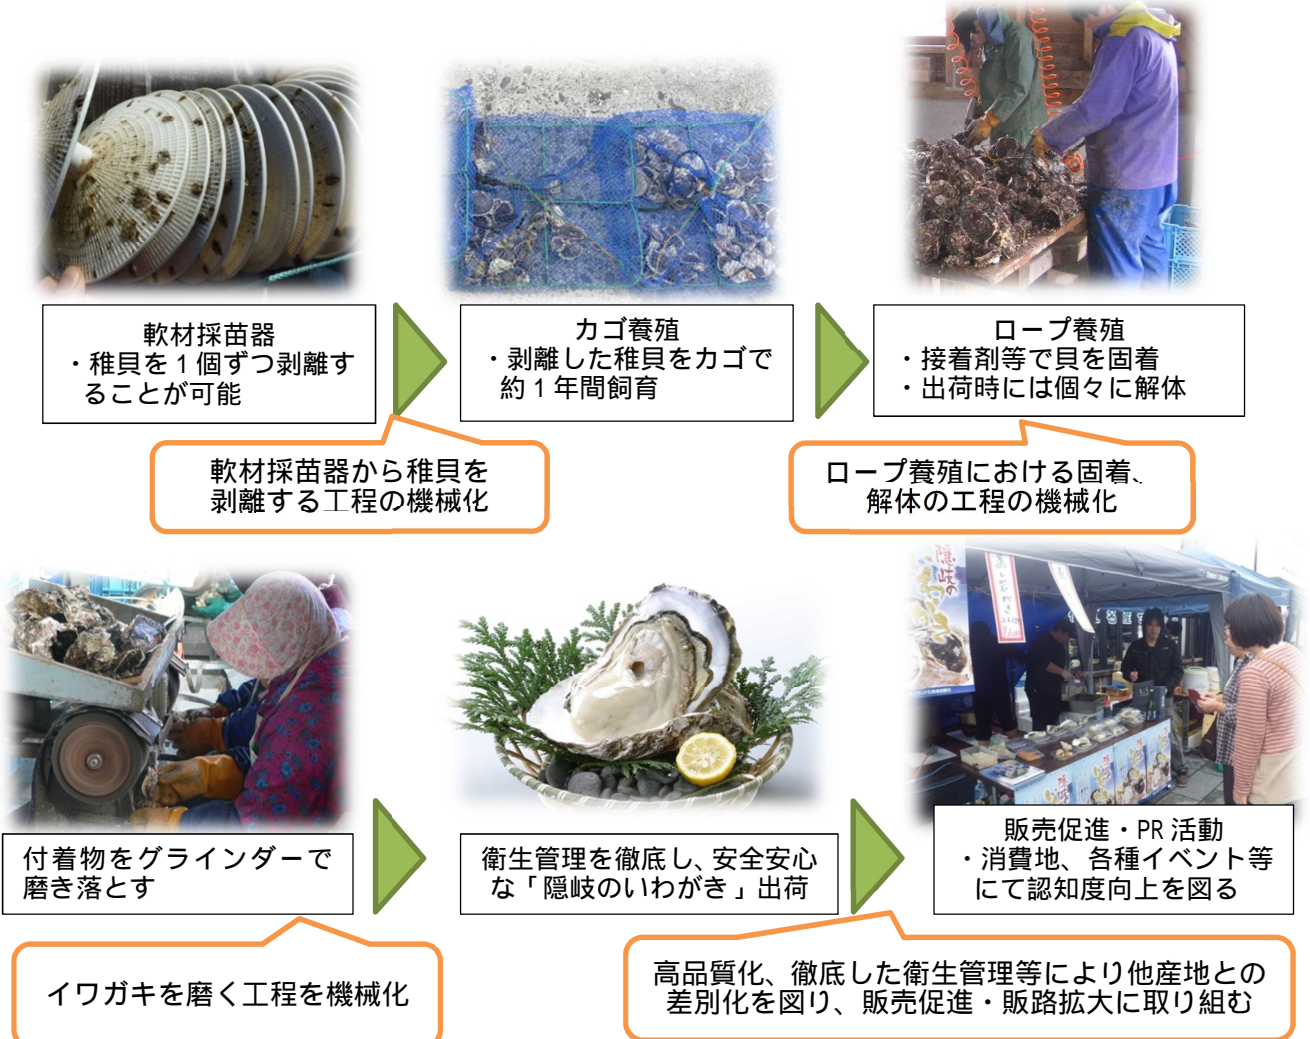 軟材採苗器
・稚貝を1個ずつ剥離す
ることが可能
カゴ養殖
・剥離した稚貝をカゴで
約1年間飼育
ロープ養殖
・接着剤等で貝を固着
・出荷時には個々に解体
軟材採苗器から稚貝を
剥離する工程の機械化
ロープ養殖における固着、
解体の工程の機械化
隠岐の
付着物をグラインダーで
磨き落とす
衛生管理を徹底し、安全安心
な「隠岐のいわがき」出荷
販売促進・PR活動
・消費地、各種イベント等
にて認知度向上を図る
イワガキを磨く工程を機械化
高品質化、徹底した衛生管理等により他産地との
差別化を図り、販売促進・販路拡大に取り組む